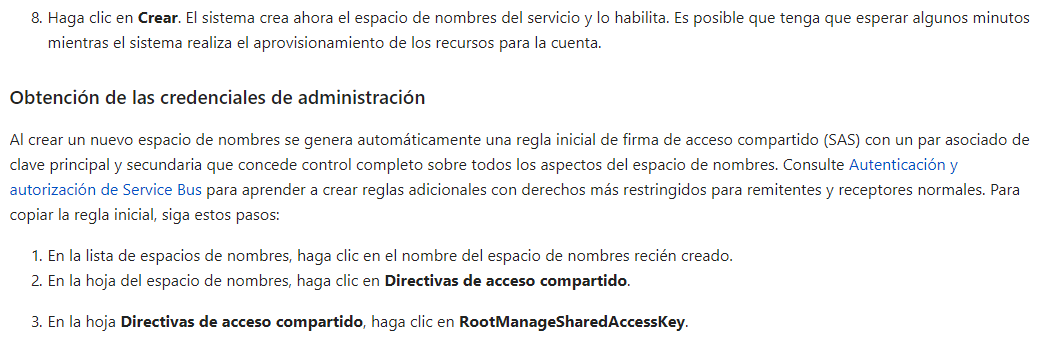 8. Haga clic en Crear. El sistema crea ahora el espacio de nombres del servicio y lo habilita. Es posible que tenga que esperar algunos minutos
mientras el sistema realiza el aprovisionamiento de los recursos para la cuenta.
Obtención de las credenciales de administración
Al crear un nuevo espacio de nombres se genera automáticamente una regla inicial de firma de acceso compartido (SAS) con un par asociado de
clave principal y secundaria que concede control completo sobre todos los aspectos del espacio de nombres. Consulte Autenticación y
autorización de Service Bus para aprender a crear reglas adicionales con derechos más restringidos para remitentes y receptores normales. Para
copiar la regla inicial, siga estos pasos:
1. En la lista de espacios de nombres, haga clic en el nombre del espacio de nombres recién creado.
2. En la hoja del espacio de nombres, haga clic en Directivas de acceso compartido.
3. En la hoja Directivas de acceso compartido, haga clic en RootManageSharedAccessKey.